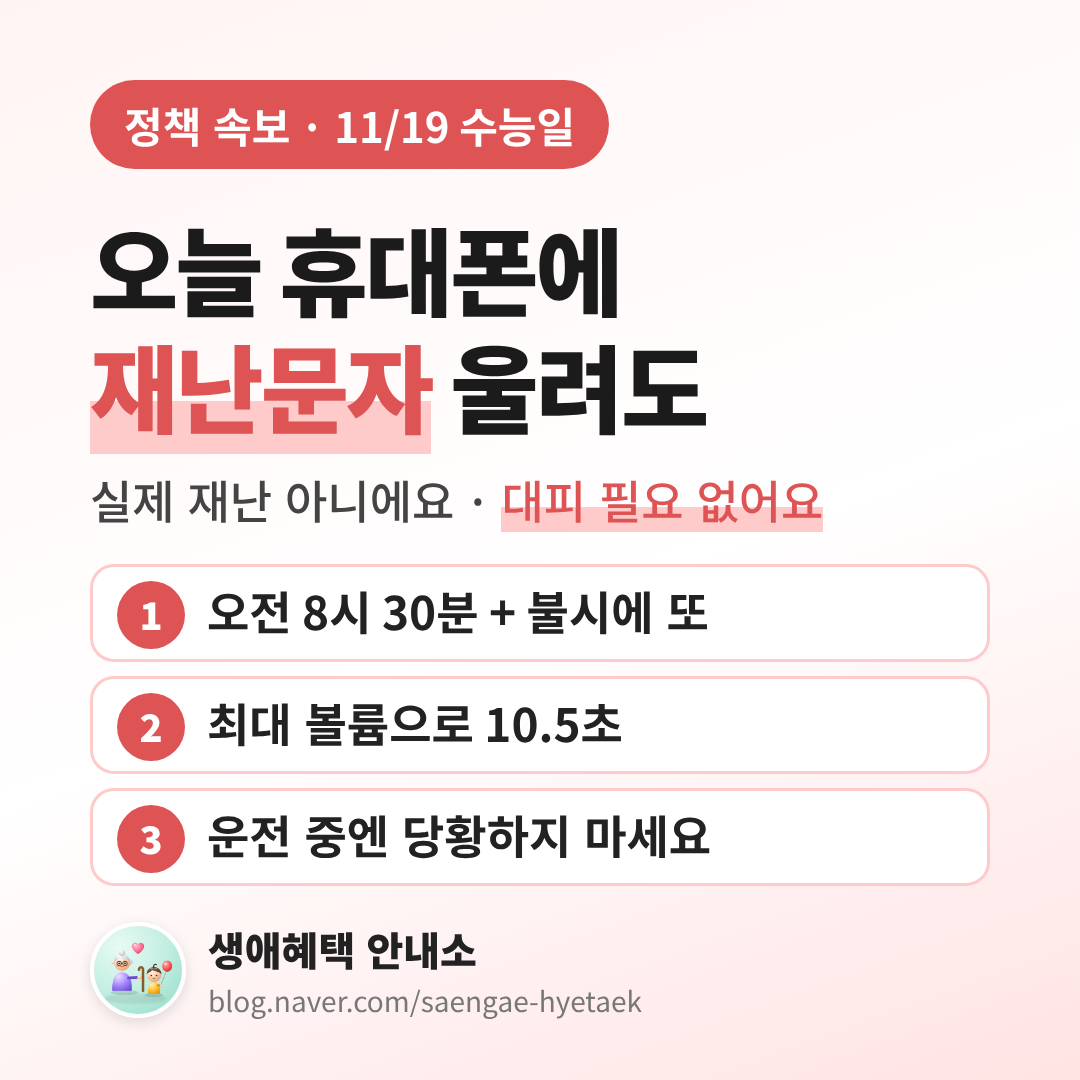 정책 속보 · 11/19 수능일
오늘 휴대폰에
재난문자 울려도
실제 재난 아니에요 · 대피 필요 없어요
1 오전 8시 30분 + 불시에 또
2 최대 볼륨으로 10.5초
3 운전 중엔 당황하지 마세요
생애혜택 안내소
blog.naver.com/saengae-hyetaek